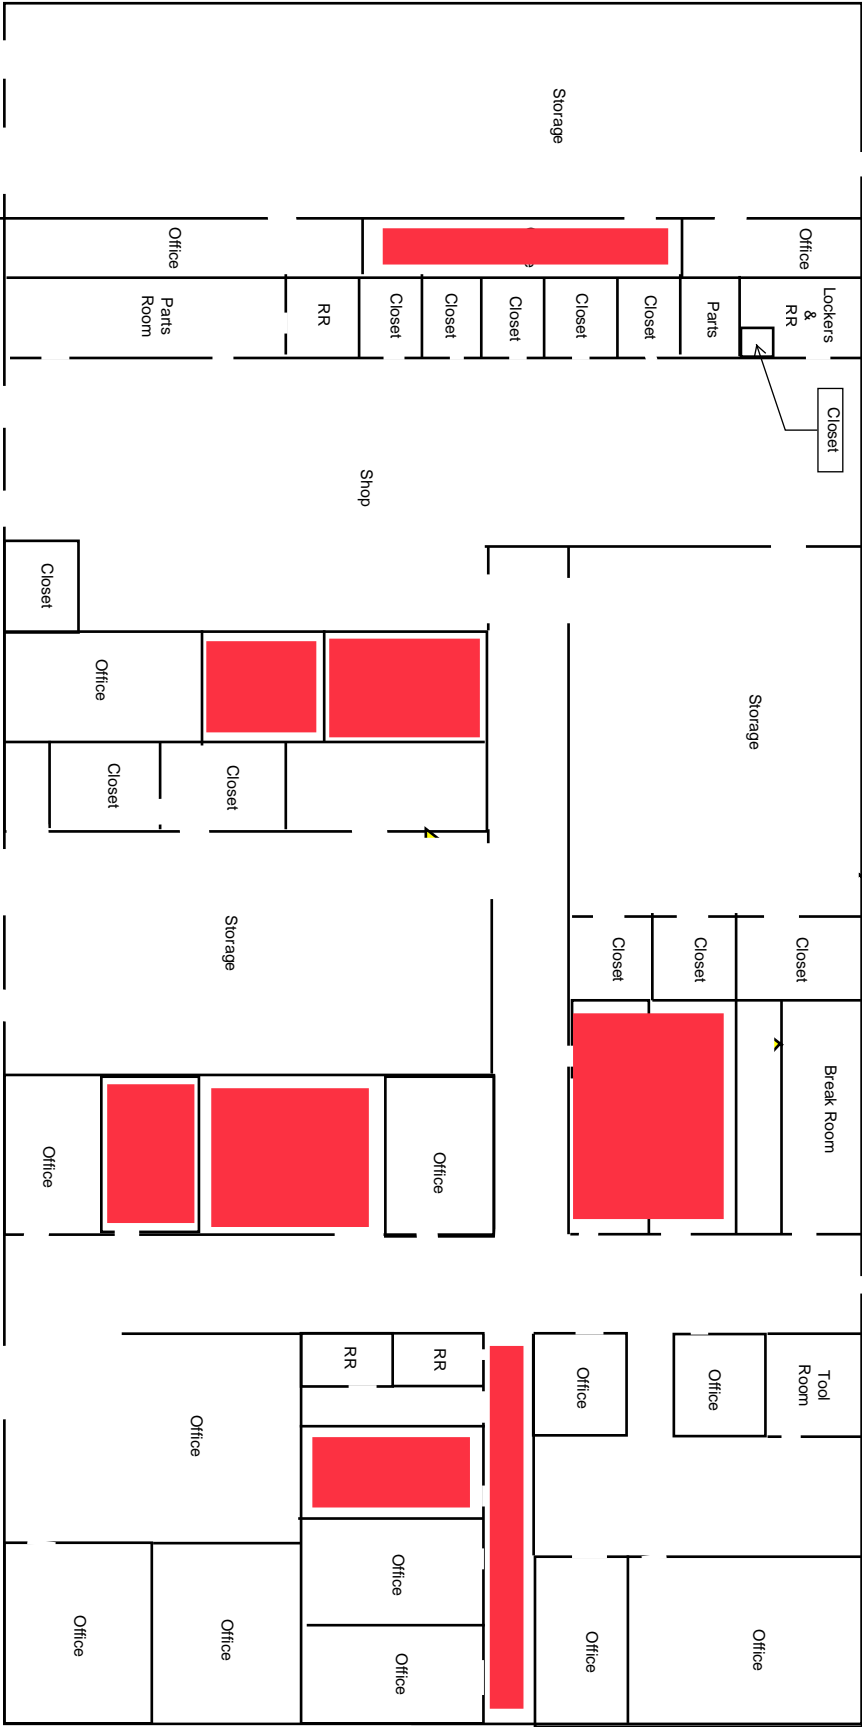 Storage
Office
Office
Parts
Room
RR
Closet
Closet
Closet
Closet
Closet
Parts
Lockers
&
RR
Closet
Shop
Closet
Office
Storage
Closet
Closet
Storage
Closet
Closet
Closet
Break Room
Office
Office
RR
RR
Office
Office
Tool
Room
Office
Office
Office
Office
Office
Office
Office